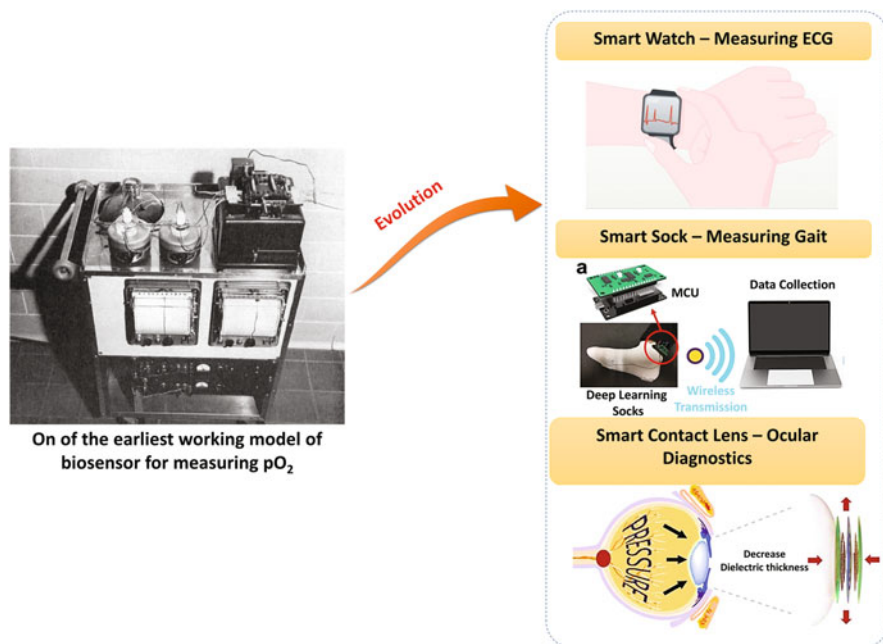 On of the earliest working model of
biosensor for measuring pO₂
Evolution
Smart Watch – Measuring ECG
Smart Sock – Measuring Gait
a
MCU
Data Collection
Deep Learning
Socks
Wireless
Transmission
Smart Contact Lens – Ocular
Diagnostics
PRESSURE
Decrease
Dielectric thickness